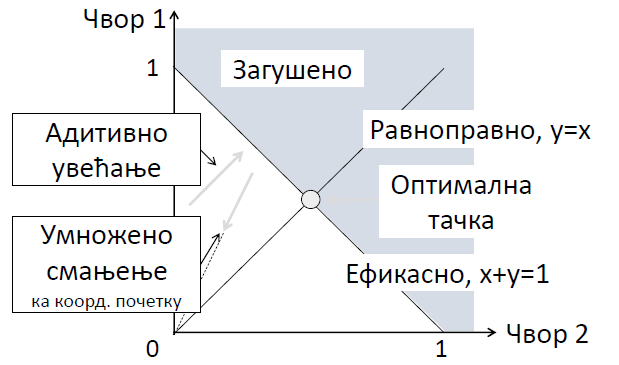 Чвор 1
1
Загушено
Адитивно
увећање
Равноправно, y=x
Оптимална
тачка
Умножено
смањење
ка коорд. почетку
Ефикасно, x+y=1
0
1
Чвор 2